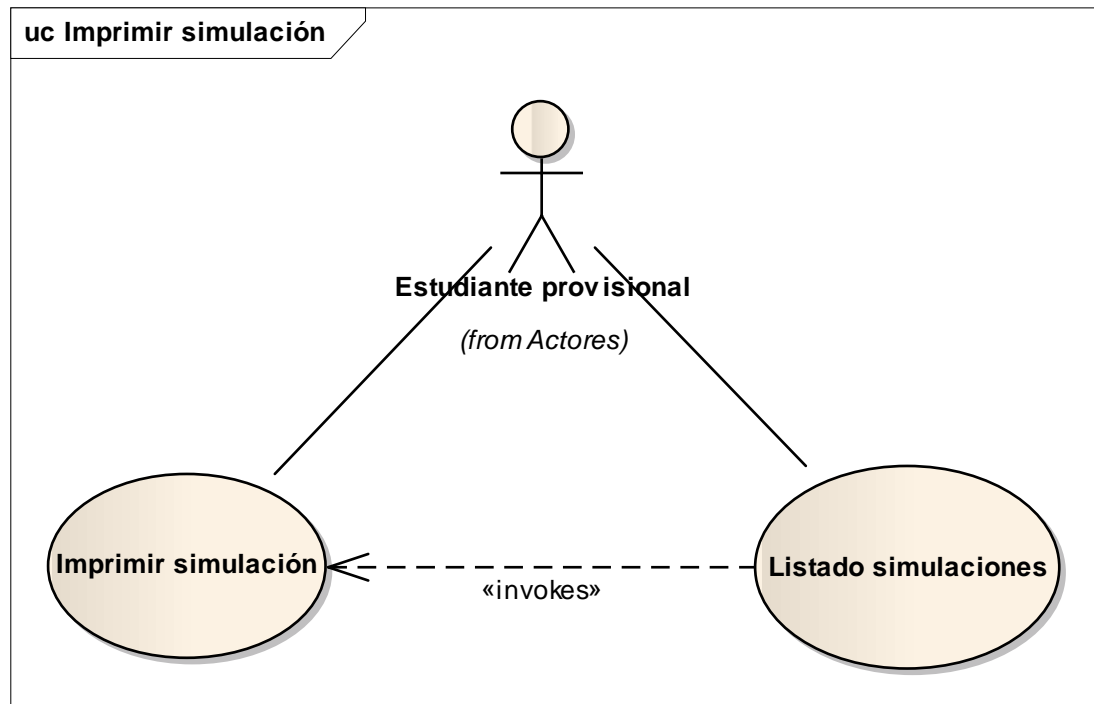 uc Imprimir simulación
Estudiante provisional
(from Actores)
Imprimir simulación
Listado simulaciones
«invokes»